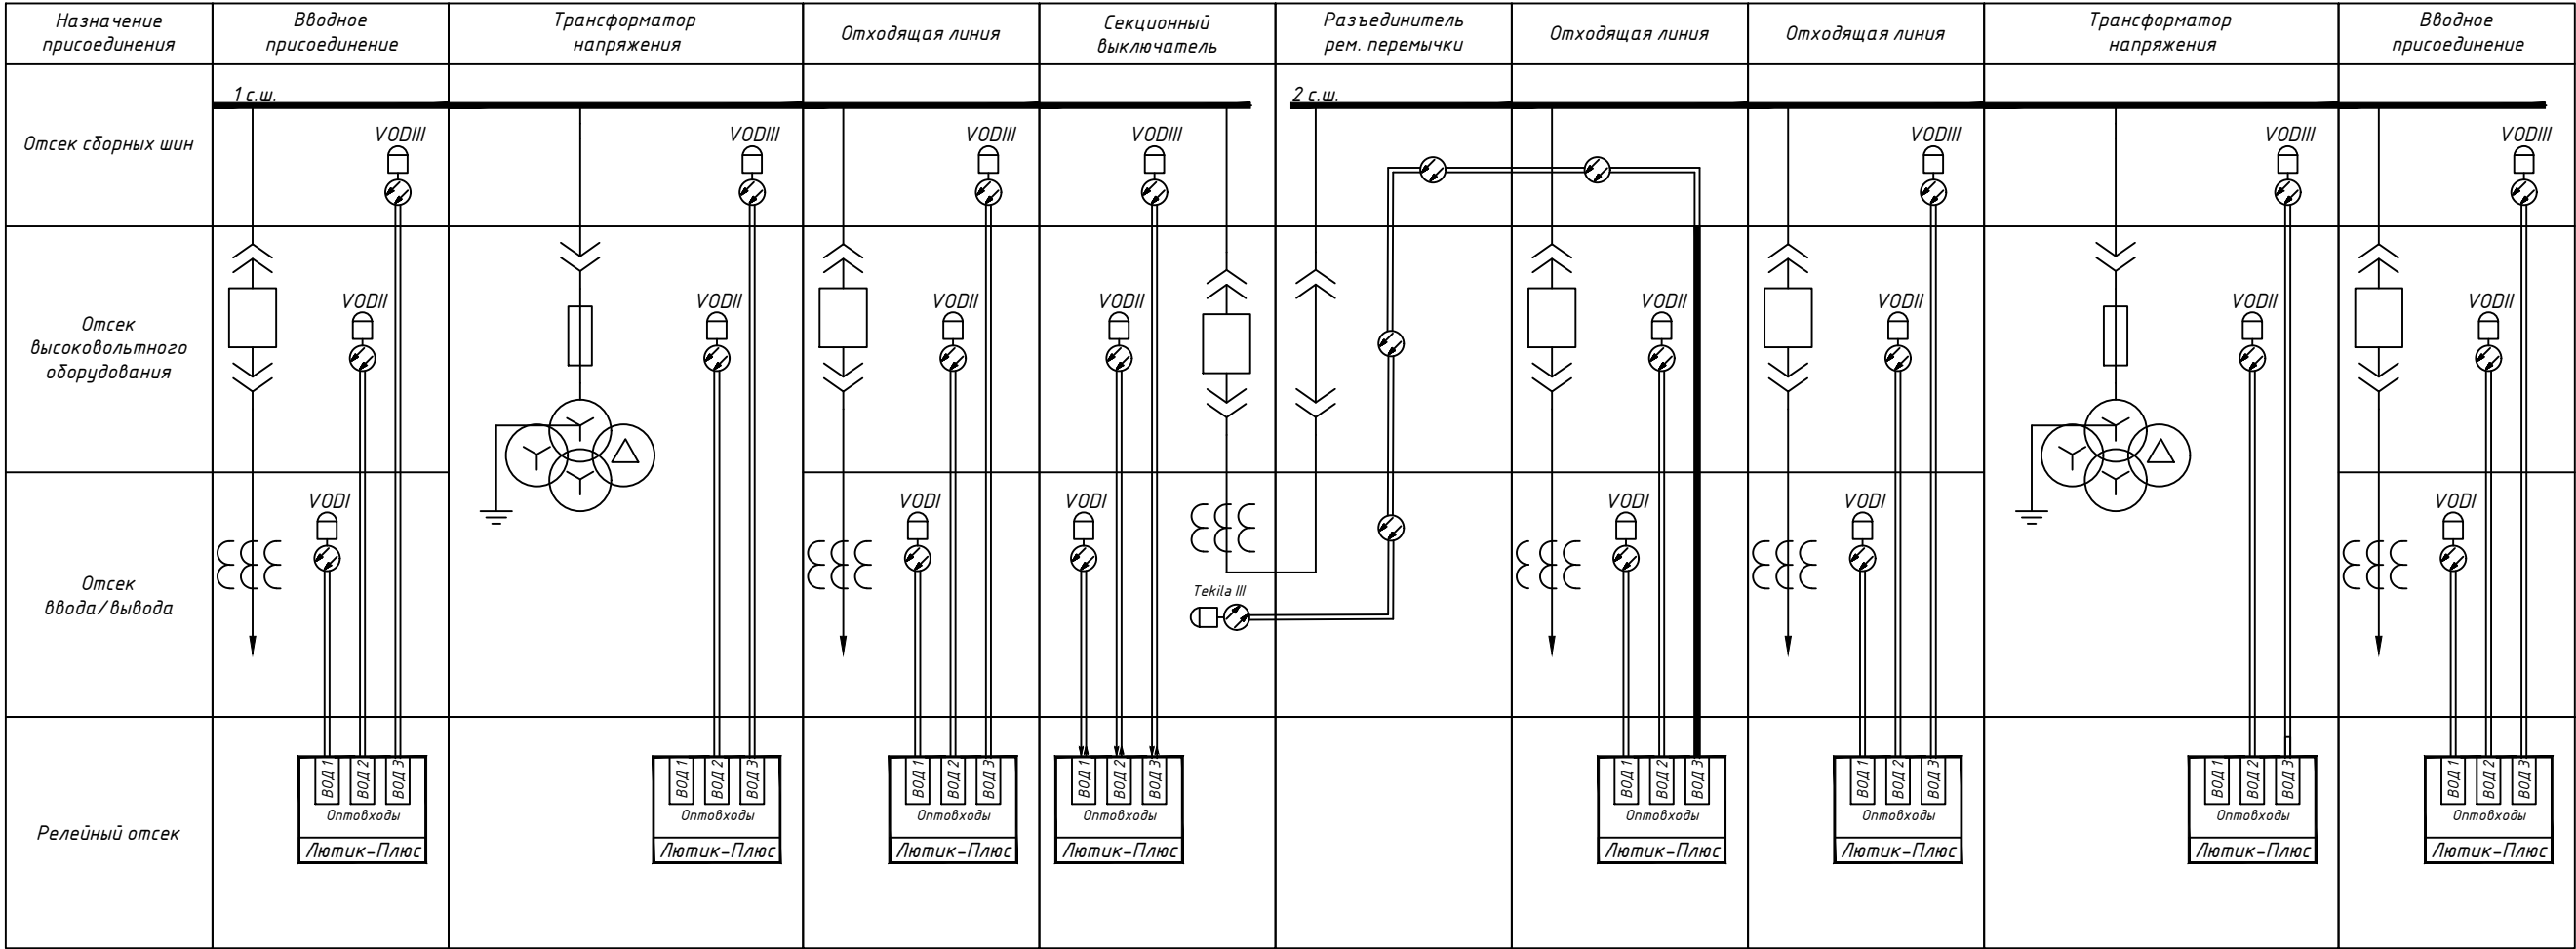 Назначение
присоединения
Вводное
присоединение
Трансформатор
напряжения
Отходящая линия
Секционный
выключатель
Разъединитель
рем. перемычки
Отходящая линия
Отходящая линия
Трансформатор
напряжения
Вводное
присоединение
Отсек сборных шин
1 с.ш.
2 с.ш.
VODIII
VODIII
VODIII
VODIII
VODIII
VODIII
VODIII
Отсек
высоковольтного
оборудования
VODII
VODII
VODII
VODII
VODII
VODII
VODII
VODII
Отсек
ввода/вывода
VODI
VODI
VODI
VODI
VODI
VODI
Tekila III
Релейный отсек
ВОД 1
ВОД 2
ВОД 3
Оптовходы
Лютик-Плюс
ВОД 1
ВОД 2
ВОД 3
Оптовходы
Лютик-Плюс
ВОД 1
ВОД 2
ВОД 3
Оптовходы
Лютик-Плюс
ВОД 1
ВОД 2
ВОД 3
Оптовходы
Лютик-Плюс
ВОД 1
ВОД 2
ВОД 3
Оптовходы
Лютик-Плюс
ВОД 1
ВОД 2
ВОД 3
Оптовходы
Лютик-Плюс
ВОД 1
ВОД 2
ВОД 3
Оптовходы
Лютик-Плюс
ВОД 1
ВОД 2
ВОД 3
Оптовходы
Лютик-Плюс